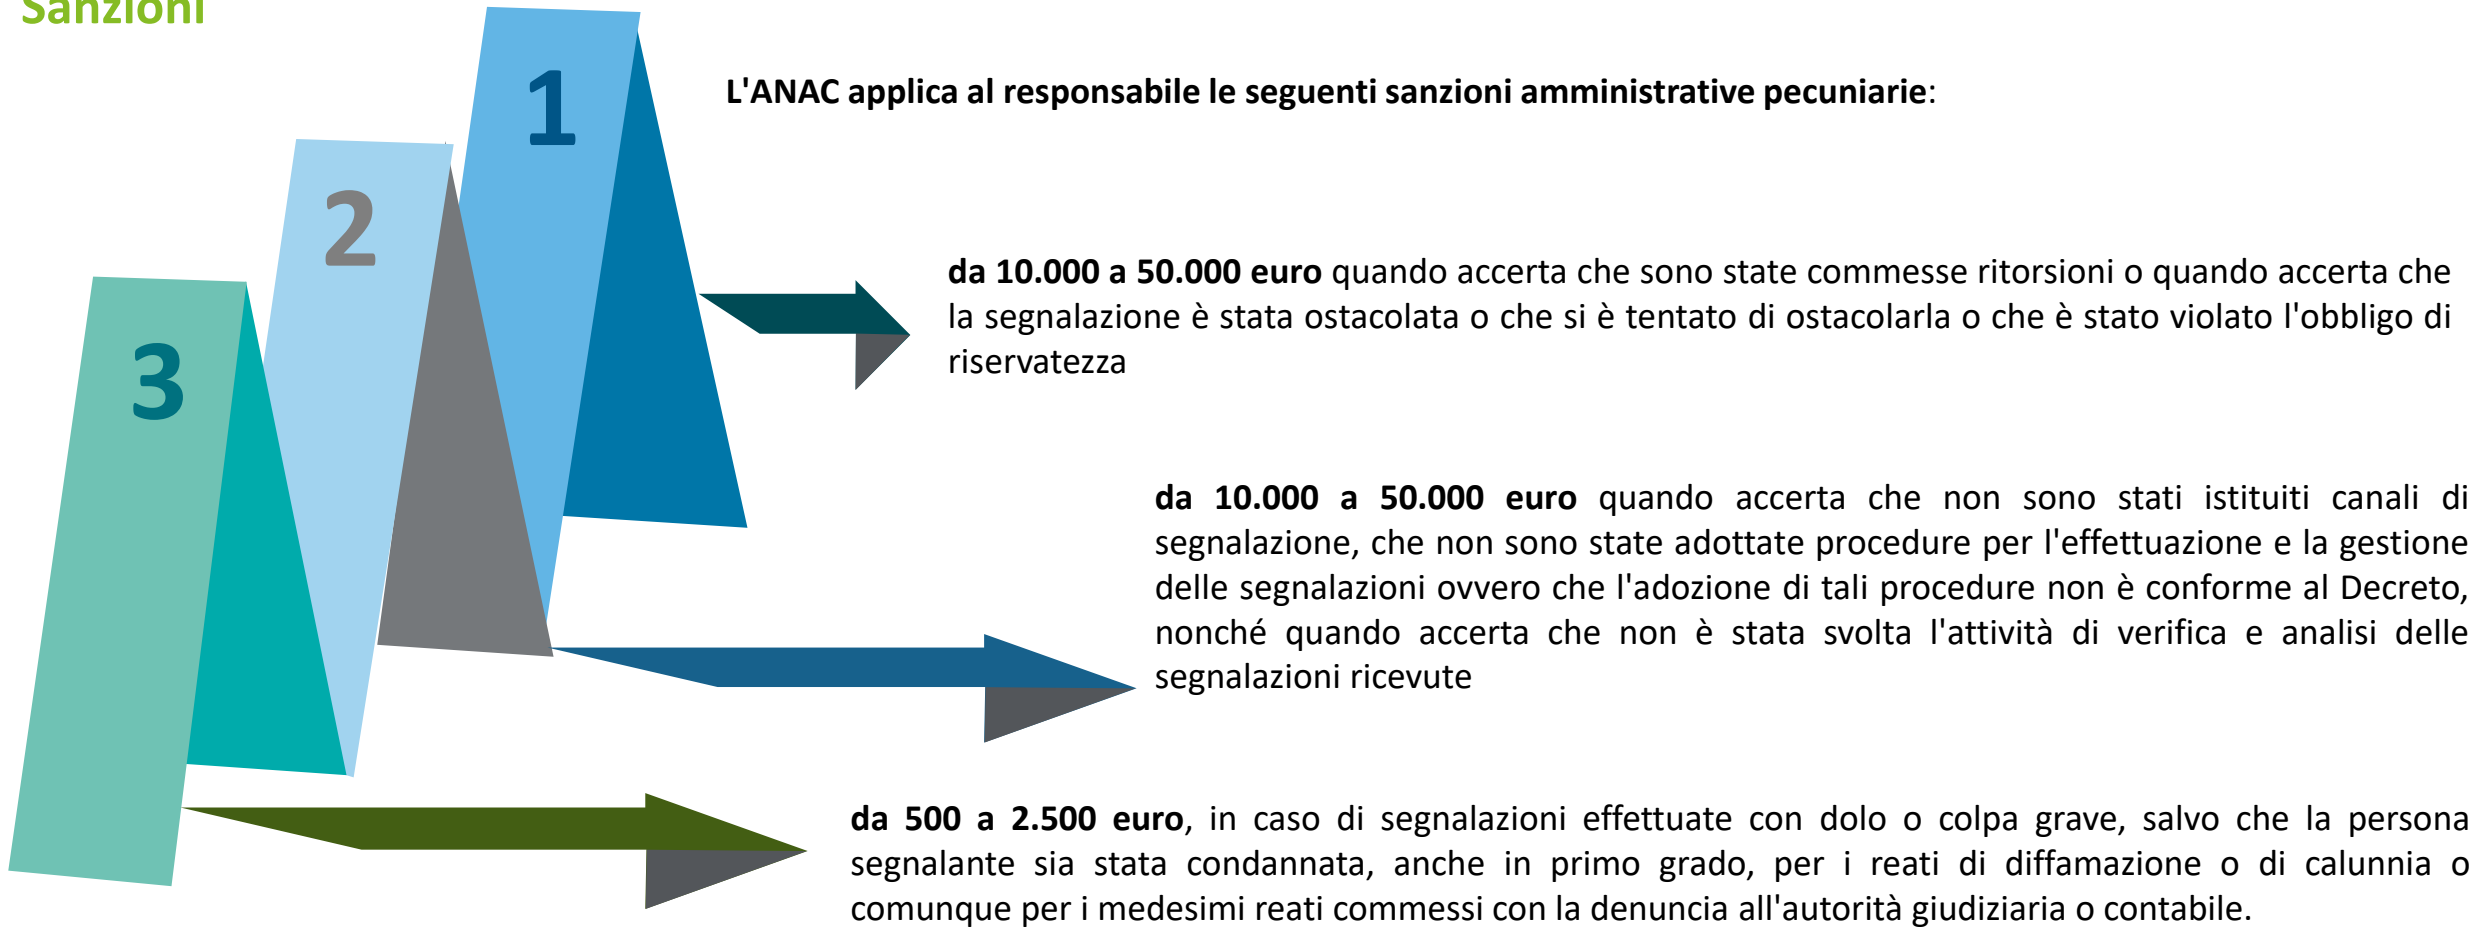 Sanzioni
1
L'ANAC applica al responsabile le seguenti sanzioni amministrative pecuniarie:
2
da 10.000 a 50.000 euro quando accerta che sono state commesse ritorsioni o quando accerta che
la segnalazione è stata ostacolata o che si è tentato di ostacolarla o che è stato violato l'obbligo di
riservatezza
3
da 10.000 a 50.000 euro quando accerta che non sono stati istituiti canali di
segnalazione, che non sono state adottate procedure per l'effettuazione e la gestione
delle segnalazioni ovvero che l'adozione di tali procedure non è conforme al Decreto,
nonché quando accerta che non è stata svolta l'attività di verifica e analisi delle
segnalazioni ricevute
da 500 a 2.500 euro, in caso di segnalazioni effettuate con dolo o colpa grave, salvo che la persona
segnalante sia stata condannata, anche in primo grado, per i reati di diffamazione o di calunnia o
comunque per i medesimi reati commessi con la denuncia all'autorità giudiziaria o contabile.